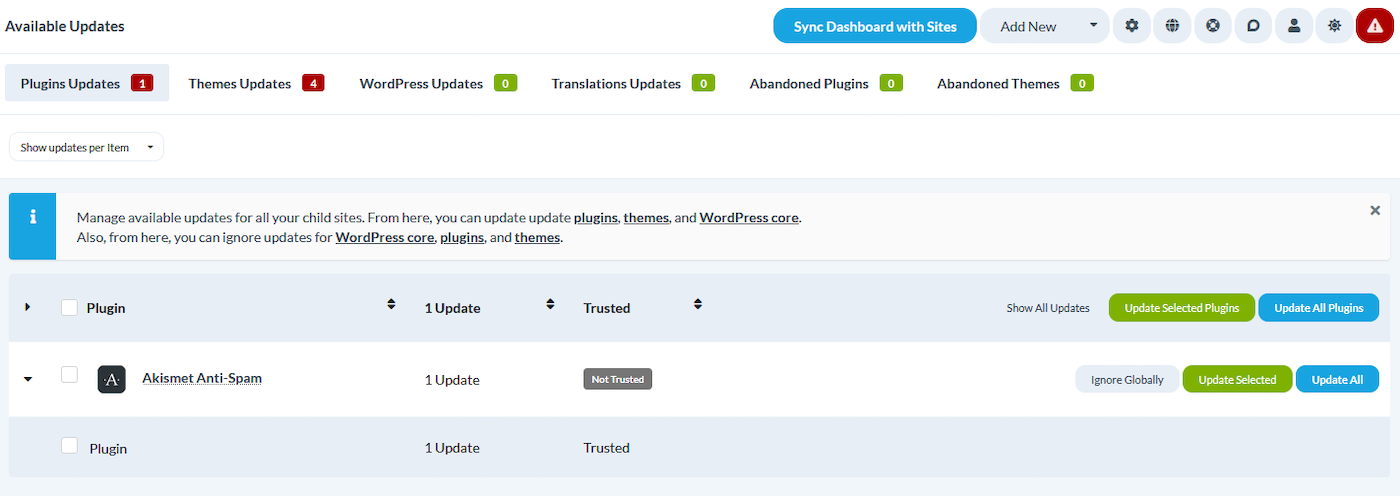 Available Updates
Sync Dashboard with Sites
Add New
Plugins Updates 1
Themes Updates 4
WordPress Updates 0
Translations Updates 0
Abandoned Plugins 0
Abandoned Themes 0
Show updates per Item
Manage available updates for all your child sites. From here, you can update update plugins, themes, and WordPress core.
Also, from here, you can ignore updates for WordPress core, plugins, and themes.
Plugin 1 Update Trusted Show All Updates Update Selected Plugins Update All Plugins
A Akismet Anti-Spam 1 Update Not Trusted Ignore Globally Update Selected Update All
Plugin 1 Update Trusted